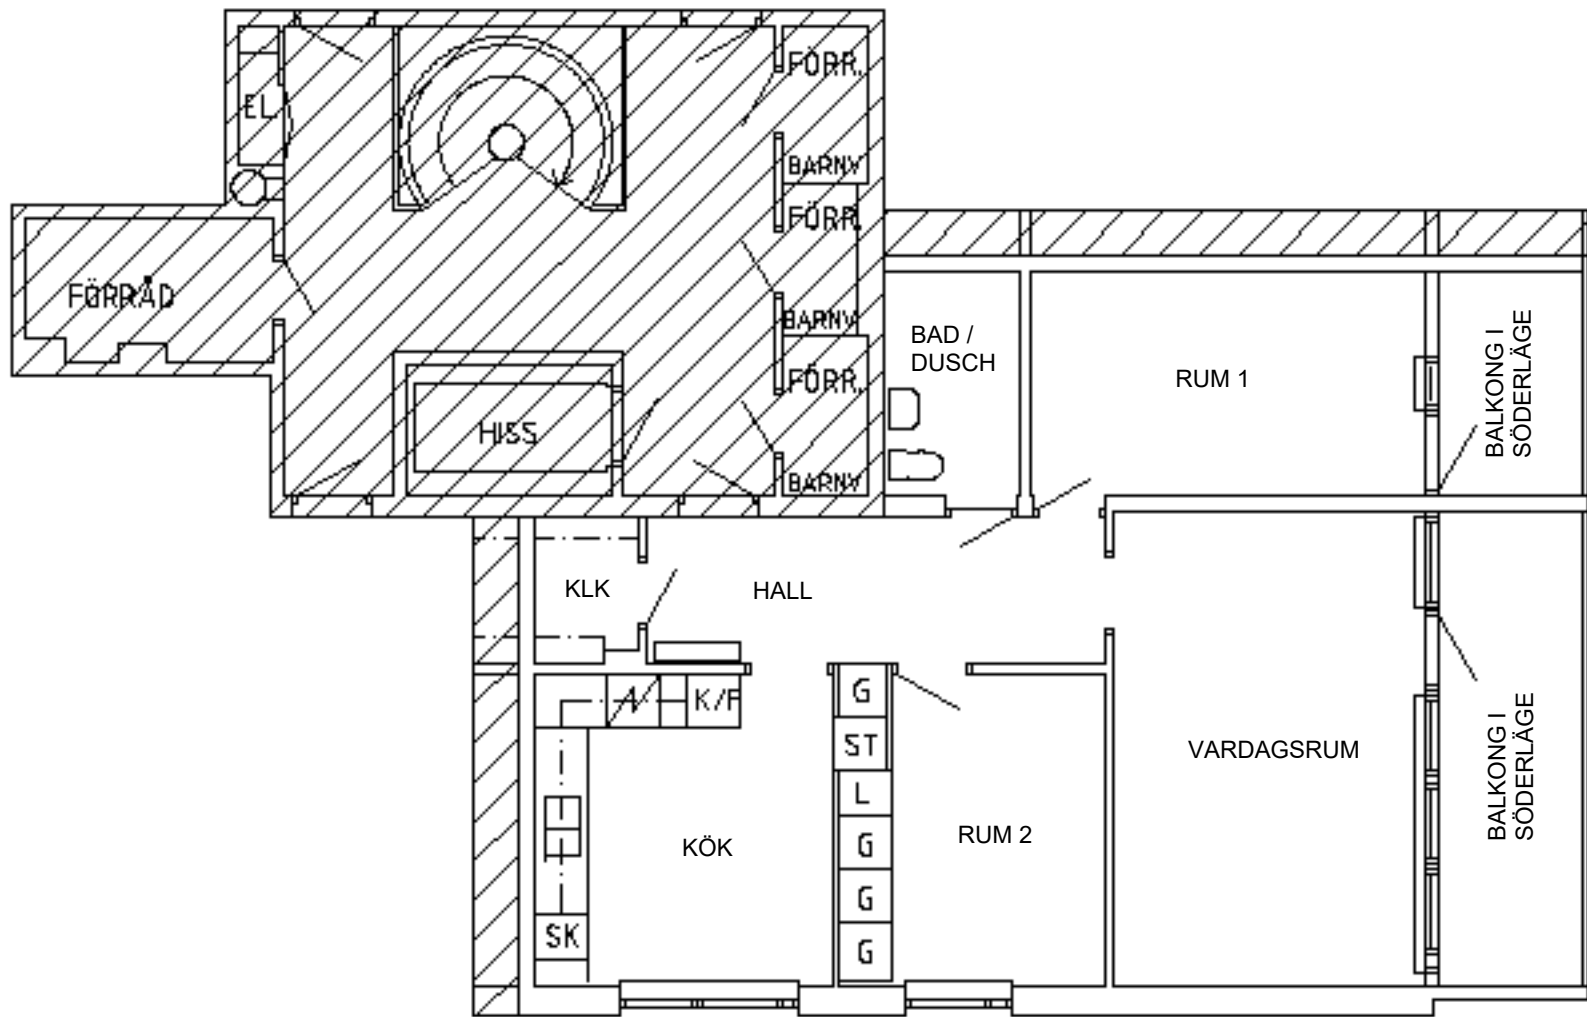 FÖRR.
EL
BARNV
FÖRR.
FÖRRÅD
BARNV
BAD /
DUSCH
FÖRR.
RUM 1
BALKONG I
SÖDERLÄGE
HISS
BARNV
KLK
HALL
K/F
G
ST
L
G
G
G
VARDAGSRUM
BALKONG I
SÖDERLÄGE
KÖK
RUM 2
SK